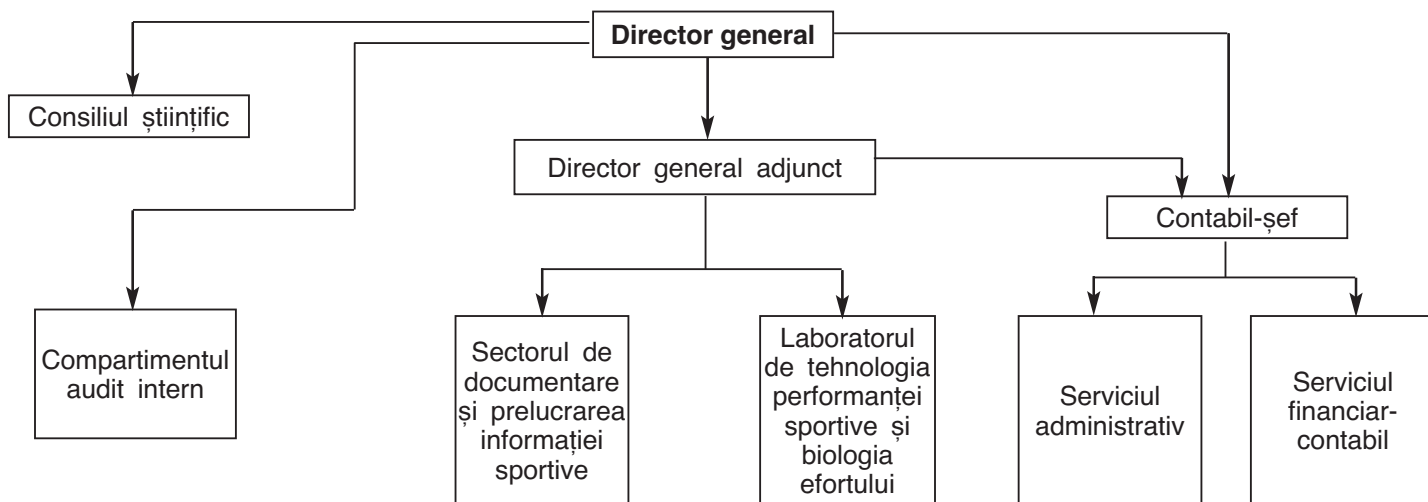 Director general
Consiliul științific
Director general adjunct
Contabil-șef
Compartimentul
audit intern
Sectorul de
documentare
și prelucrarea
informației
sportive
Laboratorul
de tehnologia
performanței
sportive și
biologia
efortului
Serviciul
administrativ
Serviciul
financiar-
contabil